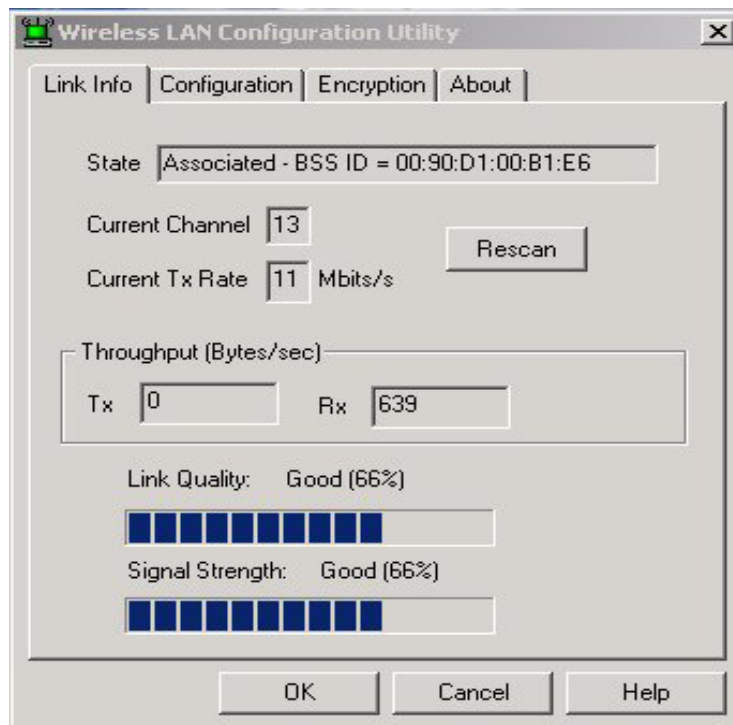 Wireless LAN Configuration Utility
Link Info Configuration Encryption About
State Associated - BSS ID = 00:90:D1:00:B1:E6
Current Channel 13
Rescan
Current Tx Rate 11 Mbits/s
Throughput (Bytes/sec)
Tx 0 Rx 639
Link Quality: Good (66%)
Signal Strength: Good (66%)
OK Cancel Help